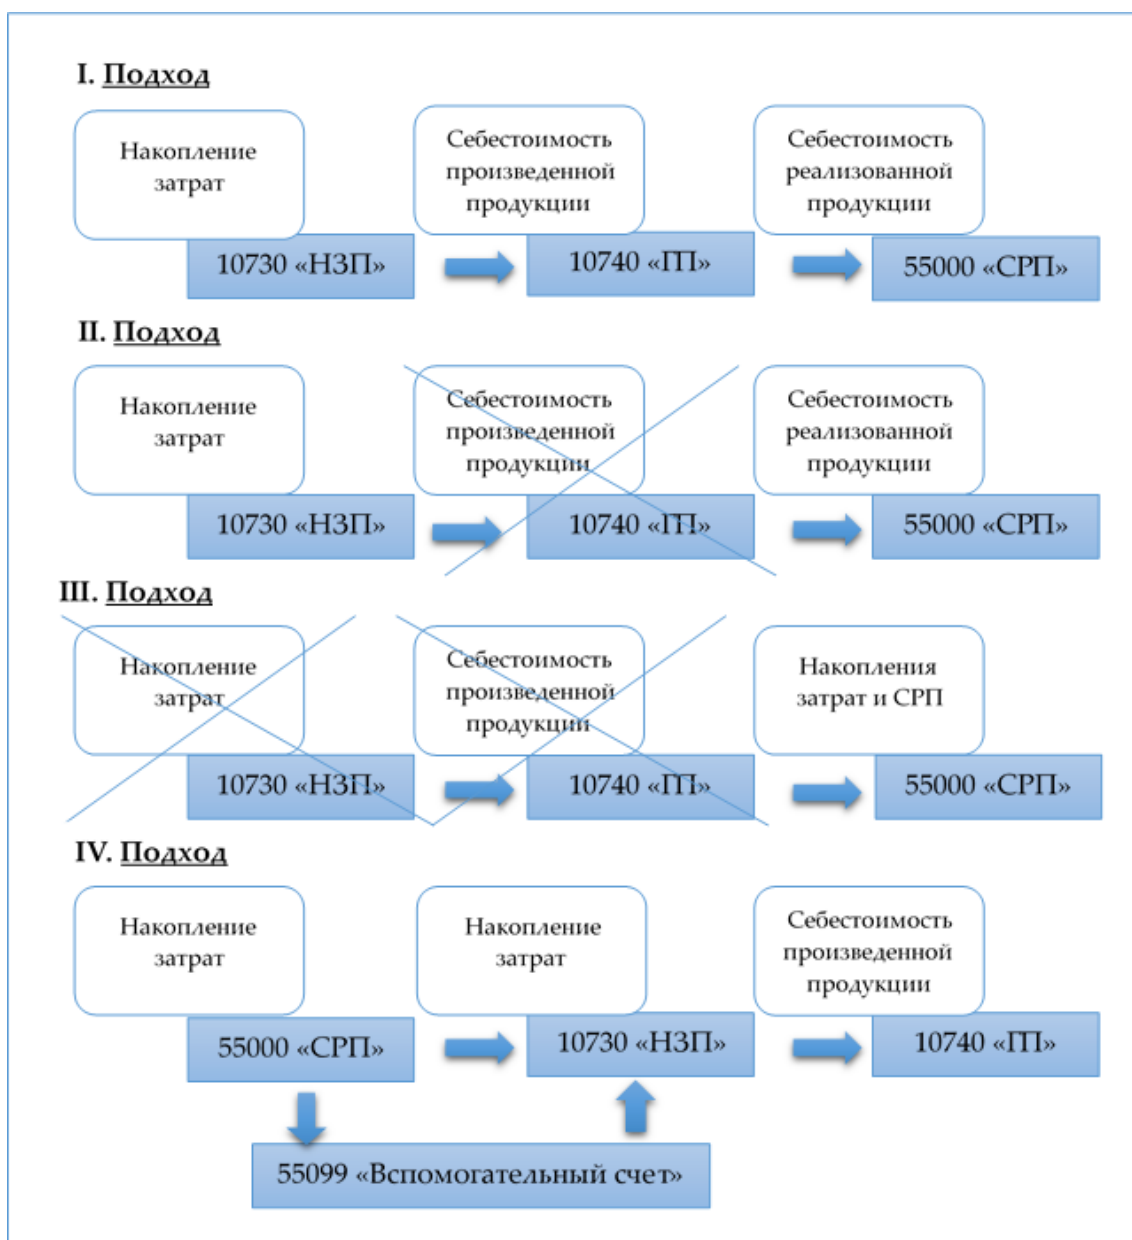 I. Подход
Накопление
затрат
Себестоимость
произведенной
продукции
Себестоимость
реализованной
продукции
10730 «НЗП»
10740 «ГП»
55000 «СРП»
II. Подход
Накопление
затрат
Себестоимость
произведенной
продукции
Себестоимость
реализованной
продукции
10730 «НЗП»
10740 «ГП»
55000 «СРП»
III. Подход
Накопление
затрат
Себестоимость
произведенной
продукции
Накопления
затрат и СРП
10730 «НЗП»
10740 «ГП»
55000 «СРП»
IV. Подход
Накопление
затрат
Накопление
затрат
Себестоимость
произведенной
продукции
55000 «СРП»
10730 «НЗП»
10740 «ГП»
55099 «Вспомогательный счет»